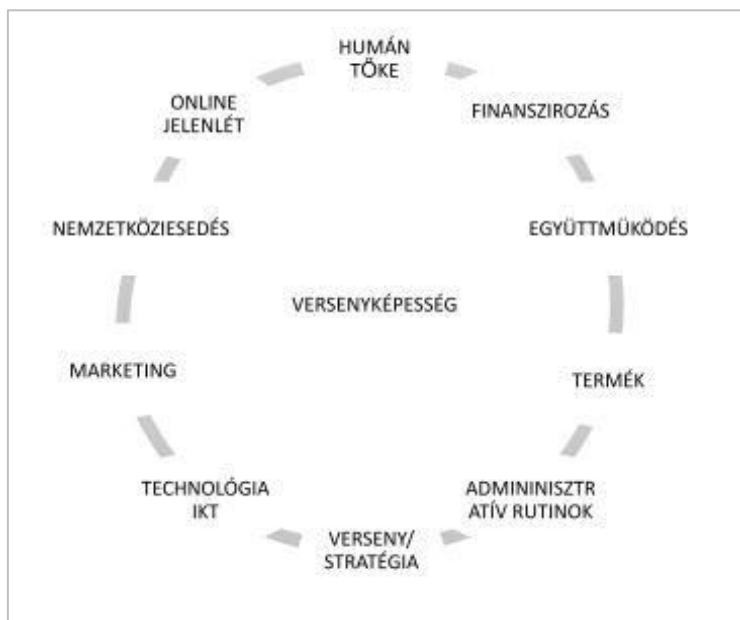 HUMÁN
TŐKE
FINANSZIROZÁS
EGYÜTTMÜKÖDÉS
TERMÉK
ADMININISZTR
ATÍV RUTINOK
VERSENY/
STRATÉGIA
TECHNOLÓGIA
IKT
MARKETING
NEMZETKÖZIESEDÉS
ONLINE
JELENLÉT
VERSENYKÉPESSÉG